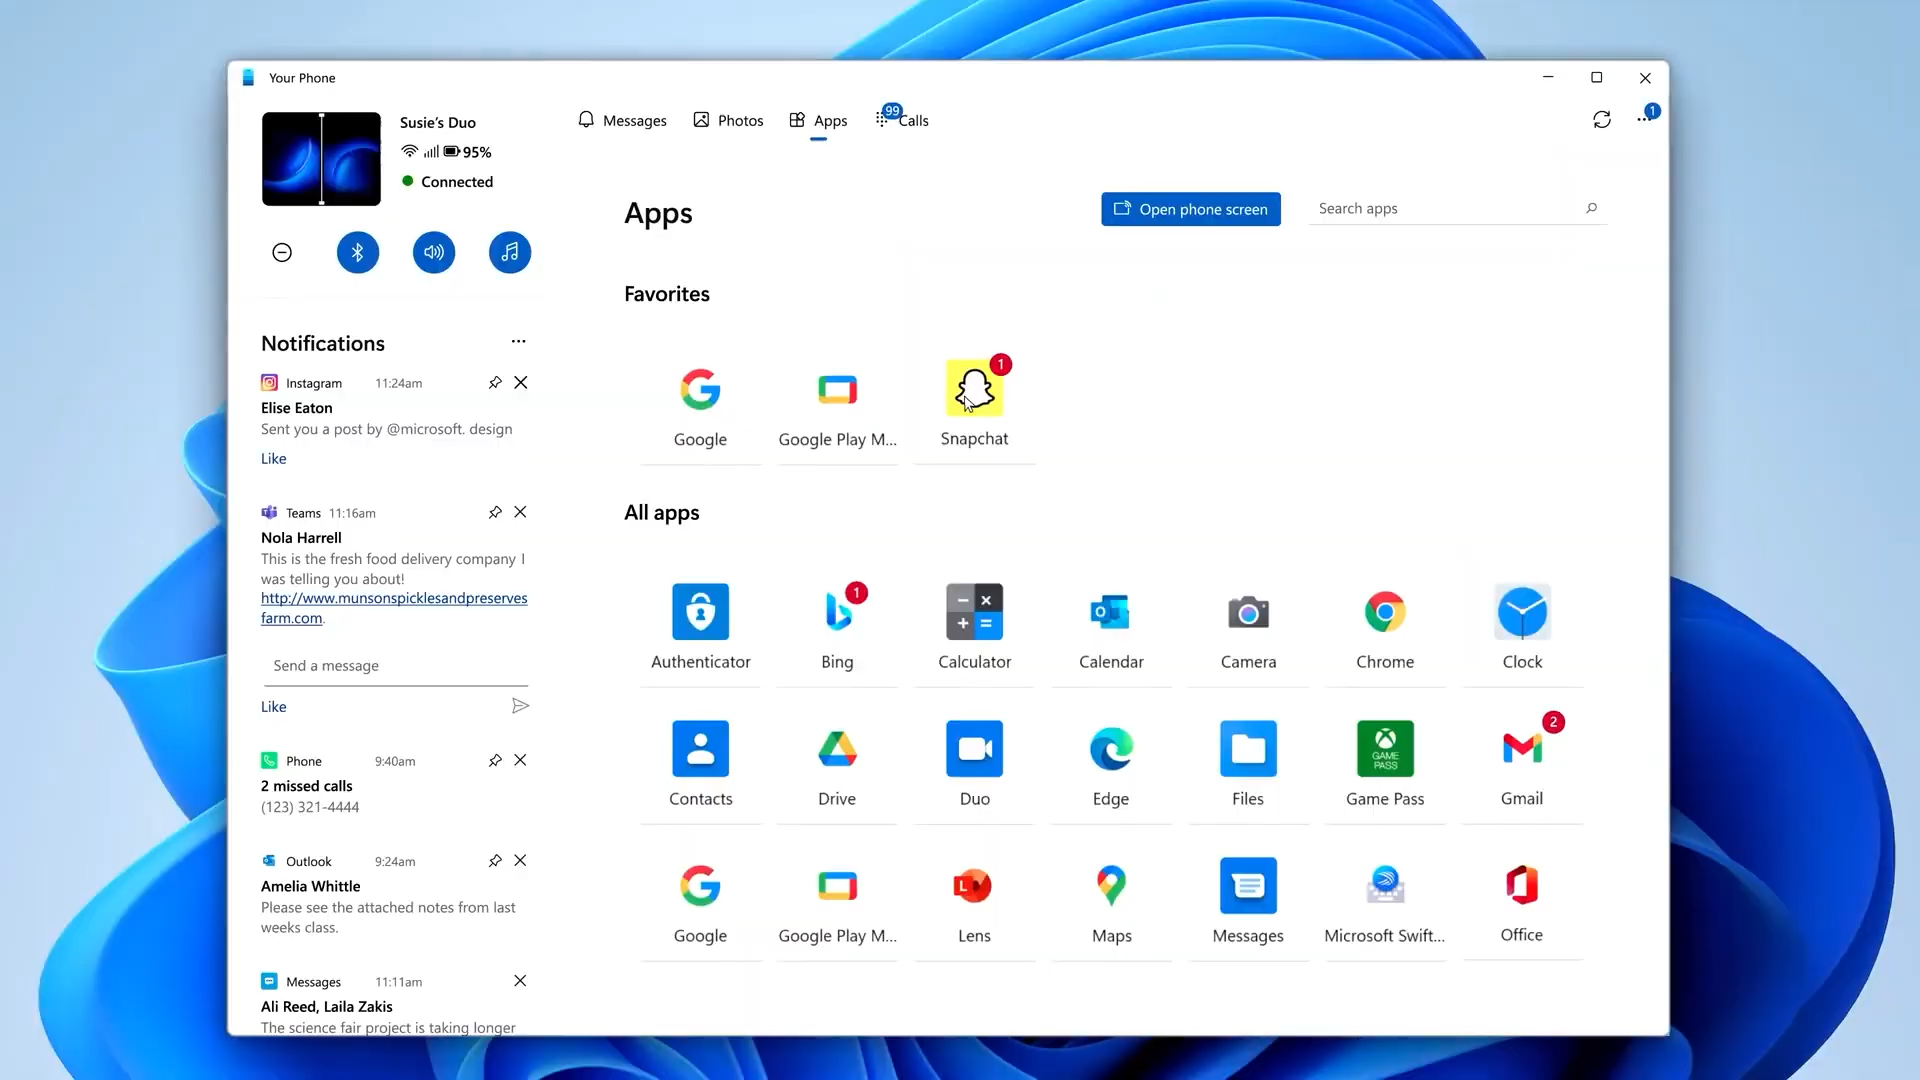 Your Phone
Susie's Duo
95%
Connected
Messages
Photos
Apps
99
Calls
1
Apps
Open phone screen
Search apps
Notifications
Instagram 11:24am
Elise Eaton
Sent you a post by @microsoft. design
Like
Teams 11:16am
Nola Harrell
This is the fresh food delivery company I
was telling you about!
http://www.munsonspicklesandpreserves
farm.com.
Send a message
Like
Phone 9:40am
2 missed calls
(123) 321-4444
Outlook 9:24am
Amelia Whittle
Please see the attached notes from last
weeks class.
Messages 11:11am
Ali Reed, Laila Zakis
The science fair project is taking longer
Favorites
1
Google
Google Play M...
Snapchat
All apps
1
Authenticator
Bing
Calculator
Calendar
Camera
Chrome
Clock
GAME
PASS
2
Contacts
Drive
Duo
Edge
Files
Game Pass
Gmail
Google
Google Play M...
Lens
Maps
Messages
Microsoft Swift...
Office